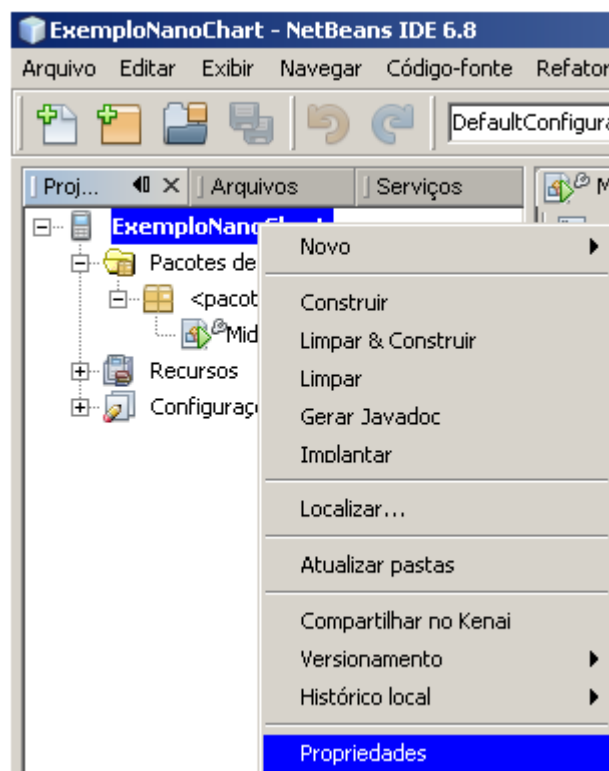 ExemploNanoChart - NetBeans IDE 6.8
Arquivo Editar Exibir Navegar Código-fonte Refator
DefaultConfigura
Proj... Arquivos Serviços M
ExemploNanoChart
Pacotes de
<pacot
Mid
Recursos
Configuraç
Novo
Construir
Limpar & Construir
Limpar
Gerar Javadoc
Implantar
Localizar...
Atualizar pastas
Compartilhar no Kenai
Versionamento
Histórico local
Propriedades